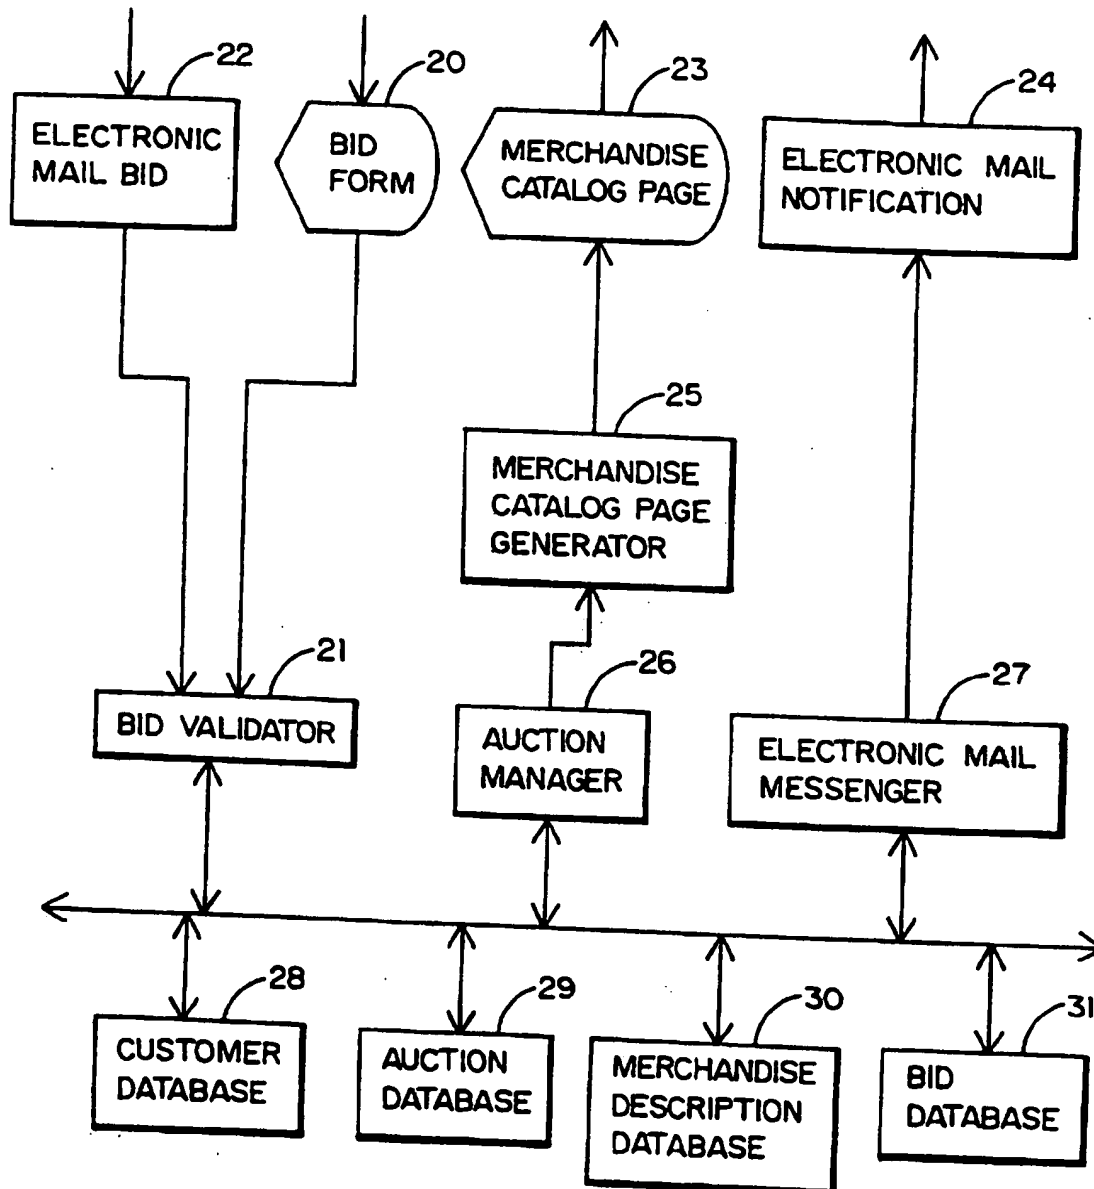 22
ELECTRONIC
MAIL BID
20
BID
FORM
23
MERCHANDISE
CATALOG PAGE
24
ELECTRONIC MAIL
NOTIFICATION
25
MERCHANDISE
CATALOG PAGE
GENERATOR
21
BID VALIDATOR
26
AUCTION
MANAGER
27
ELECTRONIC MAIL
MESSENGER
28
CUSTOMER
DATABASE
29
AUCTION
DATABASE
30
MERCHANDISE
DESCRIPTION
DATABASE
31
BID
DATABASE